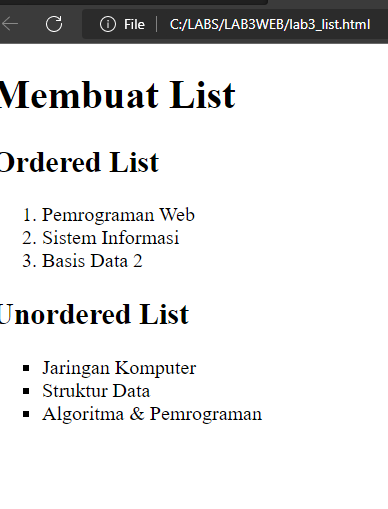 File C:/LABS/LAB3WEB/lab3_list.html
Membuat List
Ordered List
1. Pemrograman Web
2. Sistem Informasi
3. Basis Data 2
Unordered List
▪ Jaringan Komputer
▪ Struktur Data
▪ Algoritma & Pemrograman